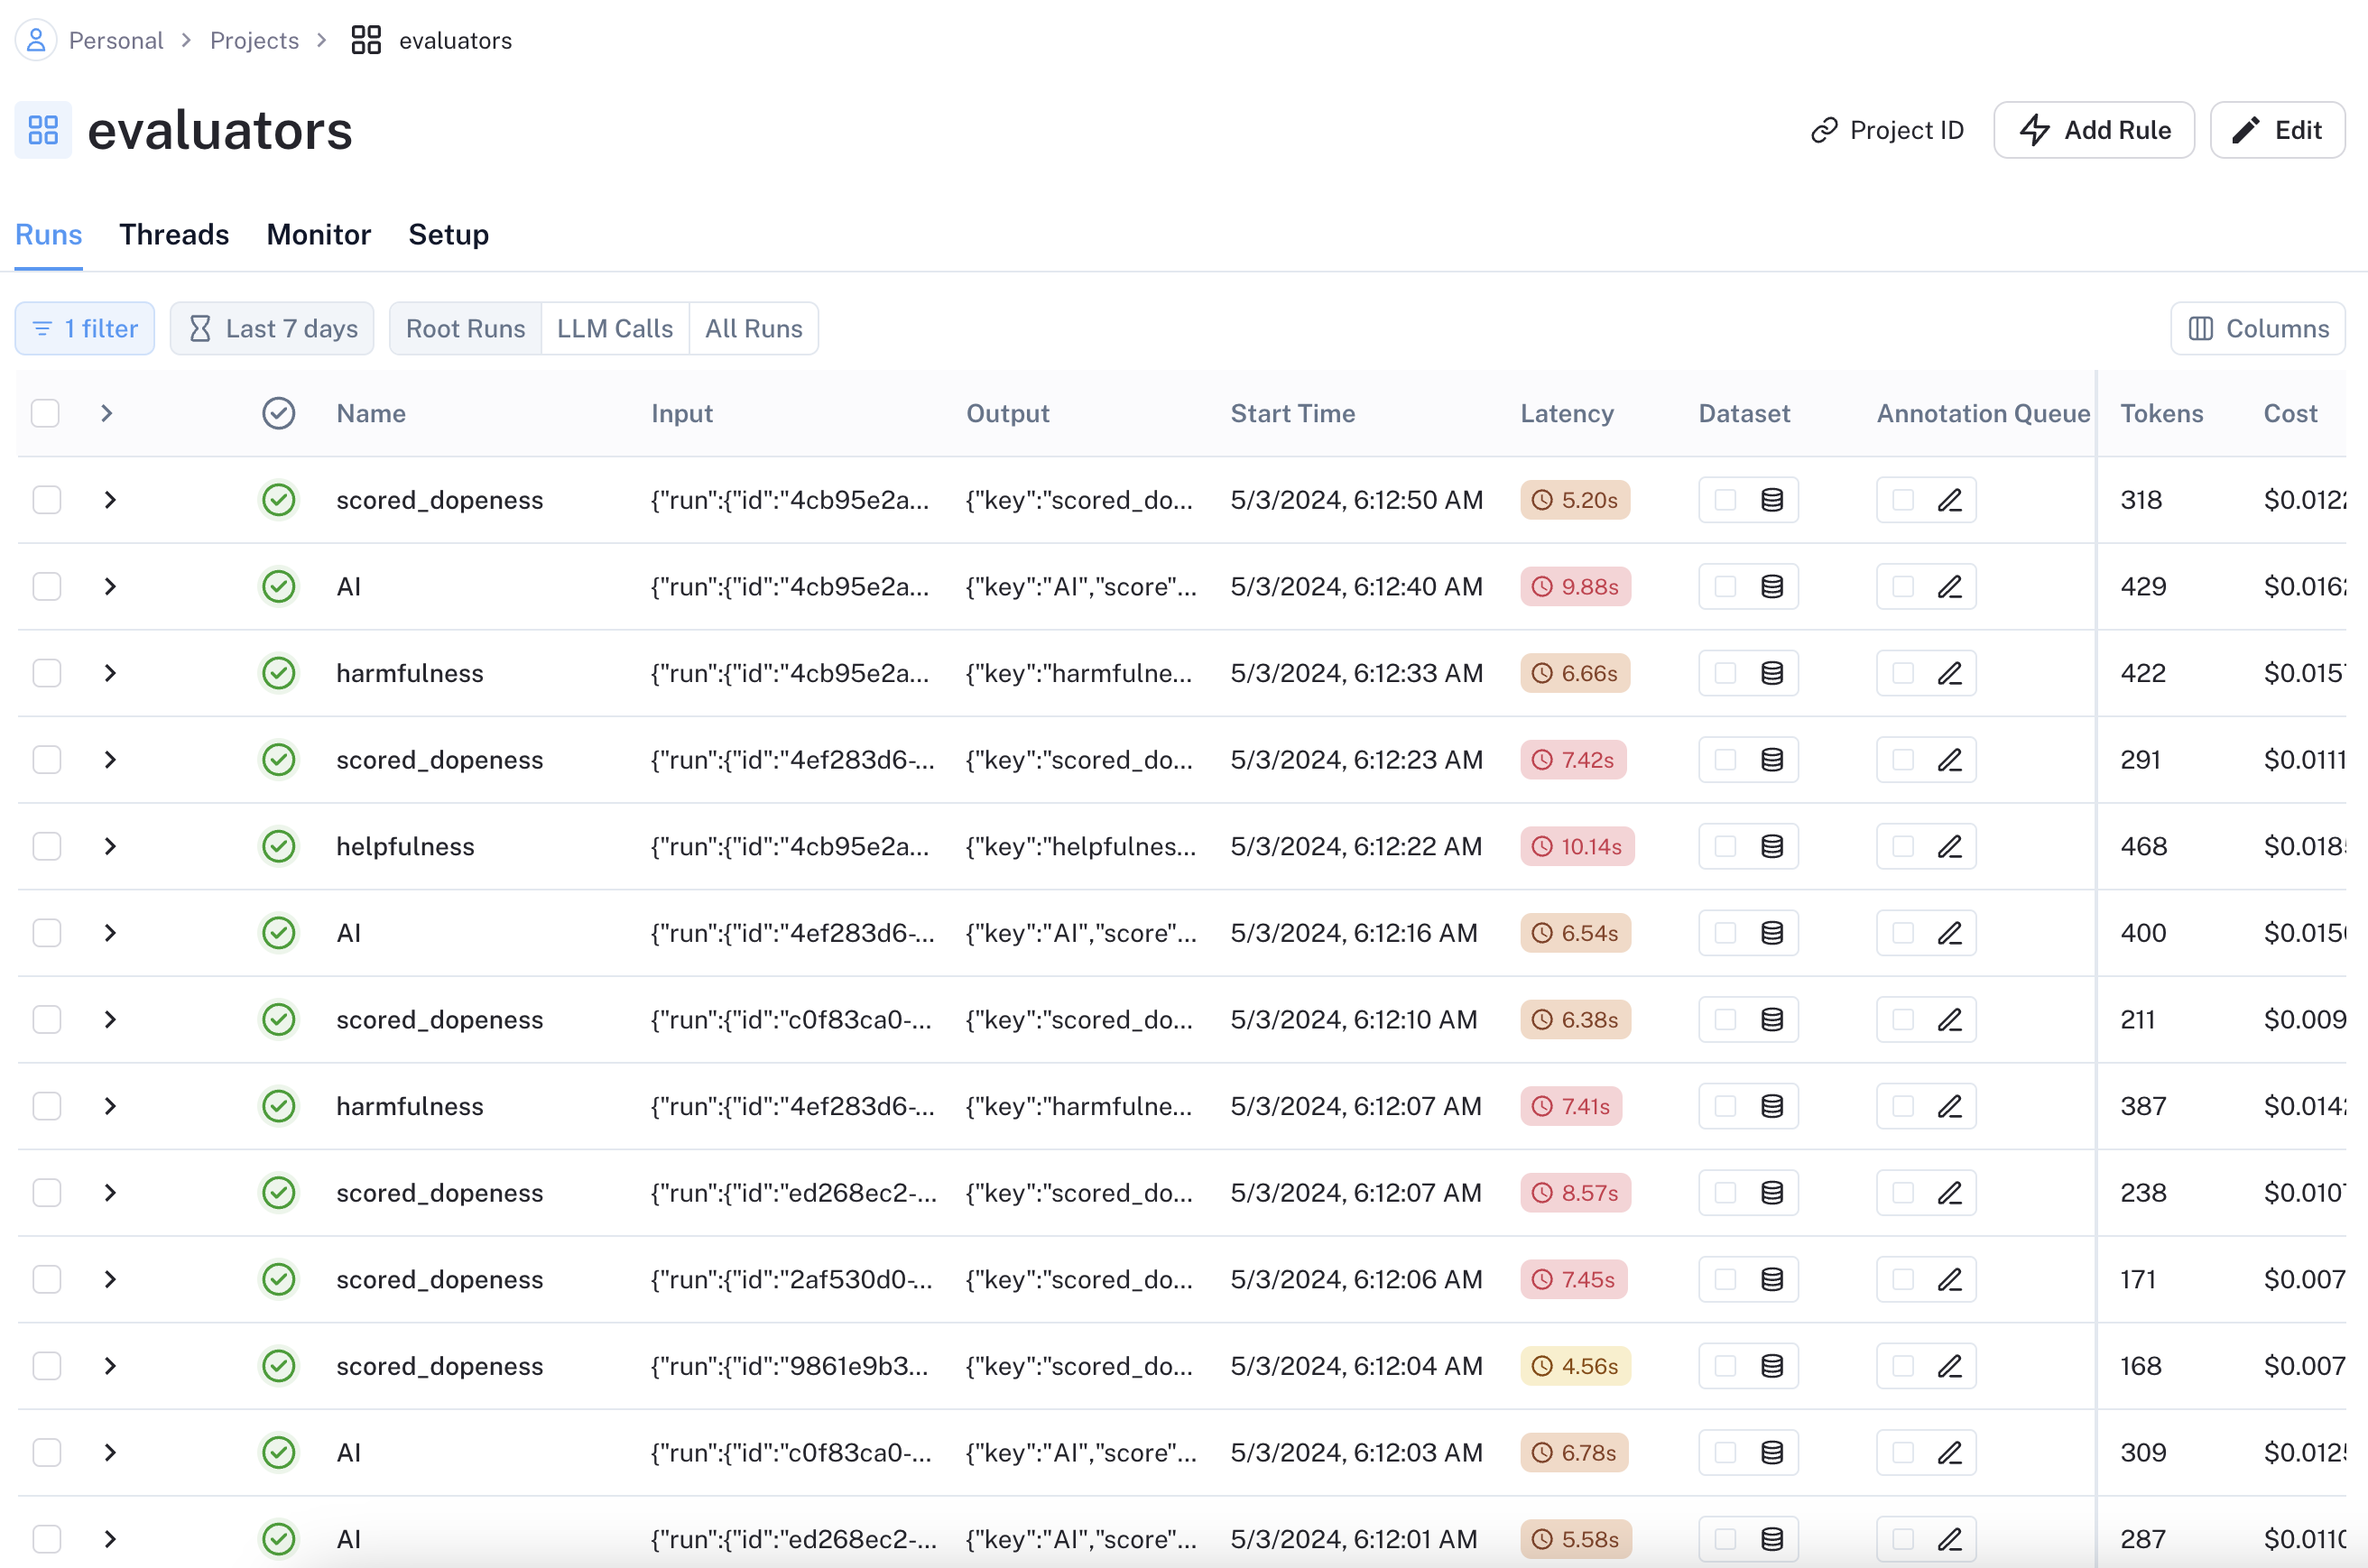 Personal > Projects > evaluators
evaluators
Project ID Add Rule Edit
Runs Threads Monitor Setup
1 filter Last 7 days Root Runs LLM Calls All Runs Columns
Name Input Output Start Time Latency Dataset Annotation Queue Tokens Cost
scored_dopeness {"run":{"id":"4cb95e2a... {"key":"scored_do... 5/3/2024, 6:12:50 AM 5.20s 318 $0.012
AI {"run":{"id":"4cb95e2a... {"key":"AI","score"... 5/3/2024, 6:12:40 AM 9.88s 429 $0.016
harmfulness {"run":{"id":"4cb95e2a... {"key":"harmfulne... 5/3/2024, 6:12:33 AM 6.66s 422 $0.015
scored_dopeness {"run":{"id":"4ef283d6-... {"key":"scored_do... 5/3/2024, 6:12:23 AM 7.42s 291 $0.0111
helpfulness {"run":{"id":"4cb95e2a... {"key":"helpfulnes... 5/3/2024, 6:12:22 AM 10.14s 468 $0.018
AI {"run":{"id":"4ef283d6-... {"key":"AI","score"... 5/3/2024, 6:12:16 AM 6.54s 400 $0.015
scored_dopeness {"run":{"id":"c0f83ca0-... {"key":"scored_do... 5/3/2024, 6:12:10 AM 6.38s 211 $0.009
harmfulness {"run":{"id":"4ef283d6-... {"key":"harmfulne... 5/3/2024, 6:12:07 AM 7.41s 387 $0.014
scored_dopeness {"run":{"id":"ed268ec2-... {"key":"scored_do... 5/3/2024, 6:12:07 AM 8.57s 238 $0.010
scored_dopeness {"run":{"id":"2af530d0-... {"key":"scored_do... 5/3/2024, 6:12:06 AM 7.45s 171 $0.007
scored_dopeness {"run":{"id":"9861e9b3... {"key":"scored_do... 5/3/2024, 6:12:04 AM 4.56s 168 $0.007
AI {"run":{"id":"c0f83ca0-... {"key":"AI","score"... 5/3/2024, 6:12:03 AM 6.78s 309 $0.012
AI {"run":{"id":"ed268ec2-... {"key":"AI","score"... 5/3/2024, 6:12:01 AM 5.58s 287 $0.011